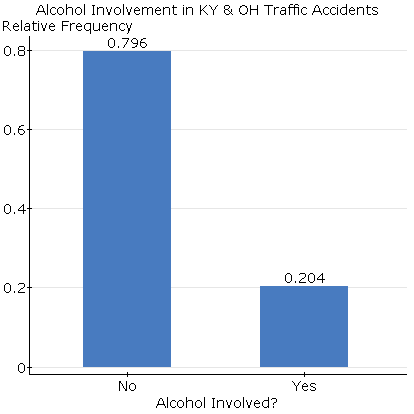 Alcohol Involvement in KY & OH Traffic Accidents
Relative Frequency
0.8
0.796
0.6
0.4
0.2
0.204
0
No Yes
Alcohol Involved?